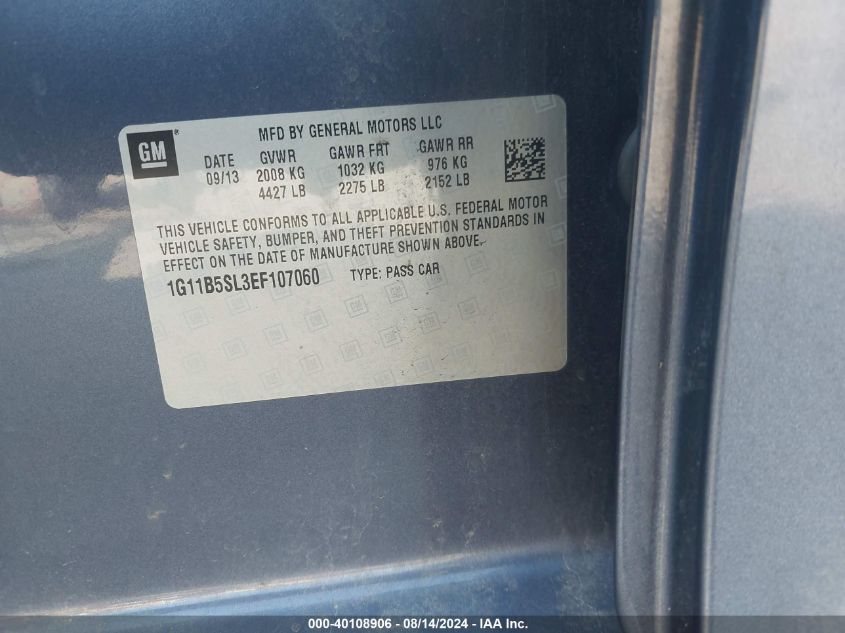 MFD BY GENERAL MOTORS LLC
GM®
DATE GVWR GAWR FRT GAWR RR
09/13 2008 KG 1032 KG 976 KG
4427 LB 2275 LB 2152 LB
THIS VEHICLE CONFORMS TO ALL APPLICABLE U.S. FEDERAL MOTOR
VEHICLE SAFETY, BUMPER, AND THEFT PREVENTION STANDARDS IN
EFFECT ON THE DATE OF MANUFACTURE SHOWN ABOVE.
1G11B5SL3EF107060 TYPE: PASS CAR
000-40108906 - 08/14/2024 - IAA Inc.